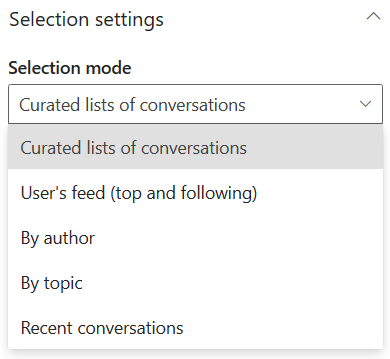 Selection settings
Selection mode
Curated lists of conversations
Curated lists of conversations
User's feed (top and following)
By author
By topic
Recent conversations